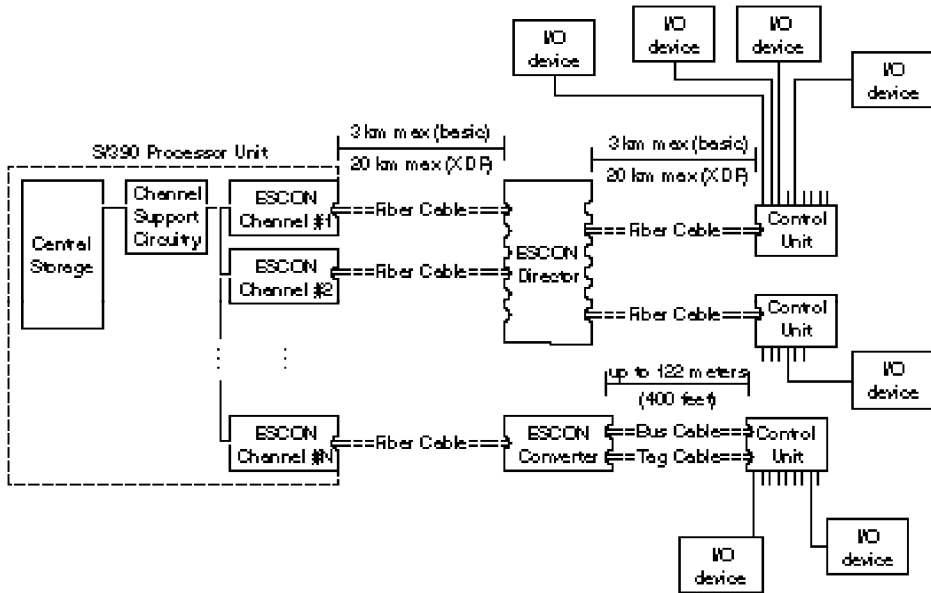 I/O
device
I/O
device
I/O
device
I/O
device
3 km max (basic)
20 km max (XDF)
3 km max (basic)
20 km max (XDF)
S/390 Processor Unit
Central
Storage
Channel
Support
Circuity
ESCON
Channel #1
Fiber Cable
ESCON
Director
Fiber Cable
Control
Unit
ESCON
Channel #2
Fiber Cable
Fiber Cable
Control
Unit
I/O
device
up to 122 meters
(400 feet)
ESCON
Channel #N
Fiber Cable
ESCON
Converter
Bus Cable
Tag Cable
Control
Unit
I/O
device
I/O
device